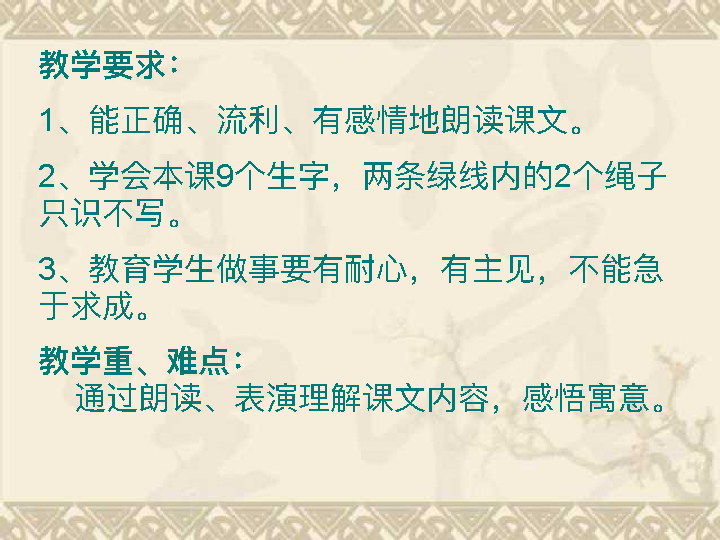 教学要求：
1、能正确、流利、有感情地朗读课文。
2、学会本课9个生字，两条绿线内的2个绳子
只识不写。
3、教育学生做事要有耐心，有主见，不能急
于求成。
教学重、难点：
通过朗读、表演理解课文内容，感悟寓意。